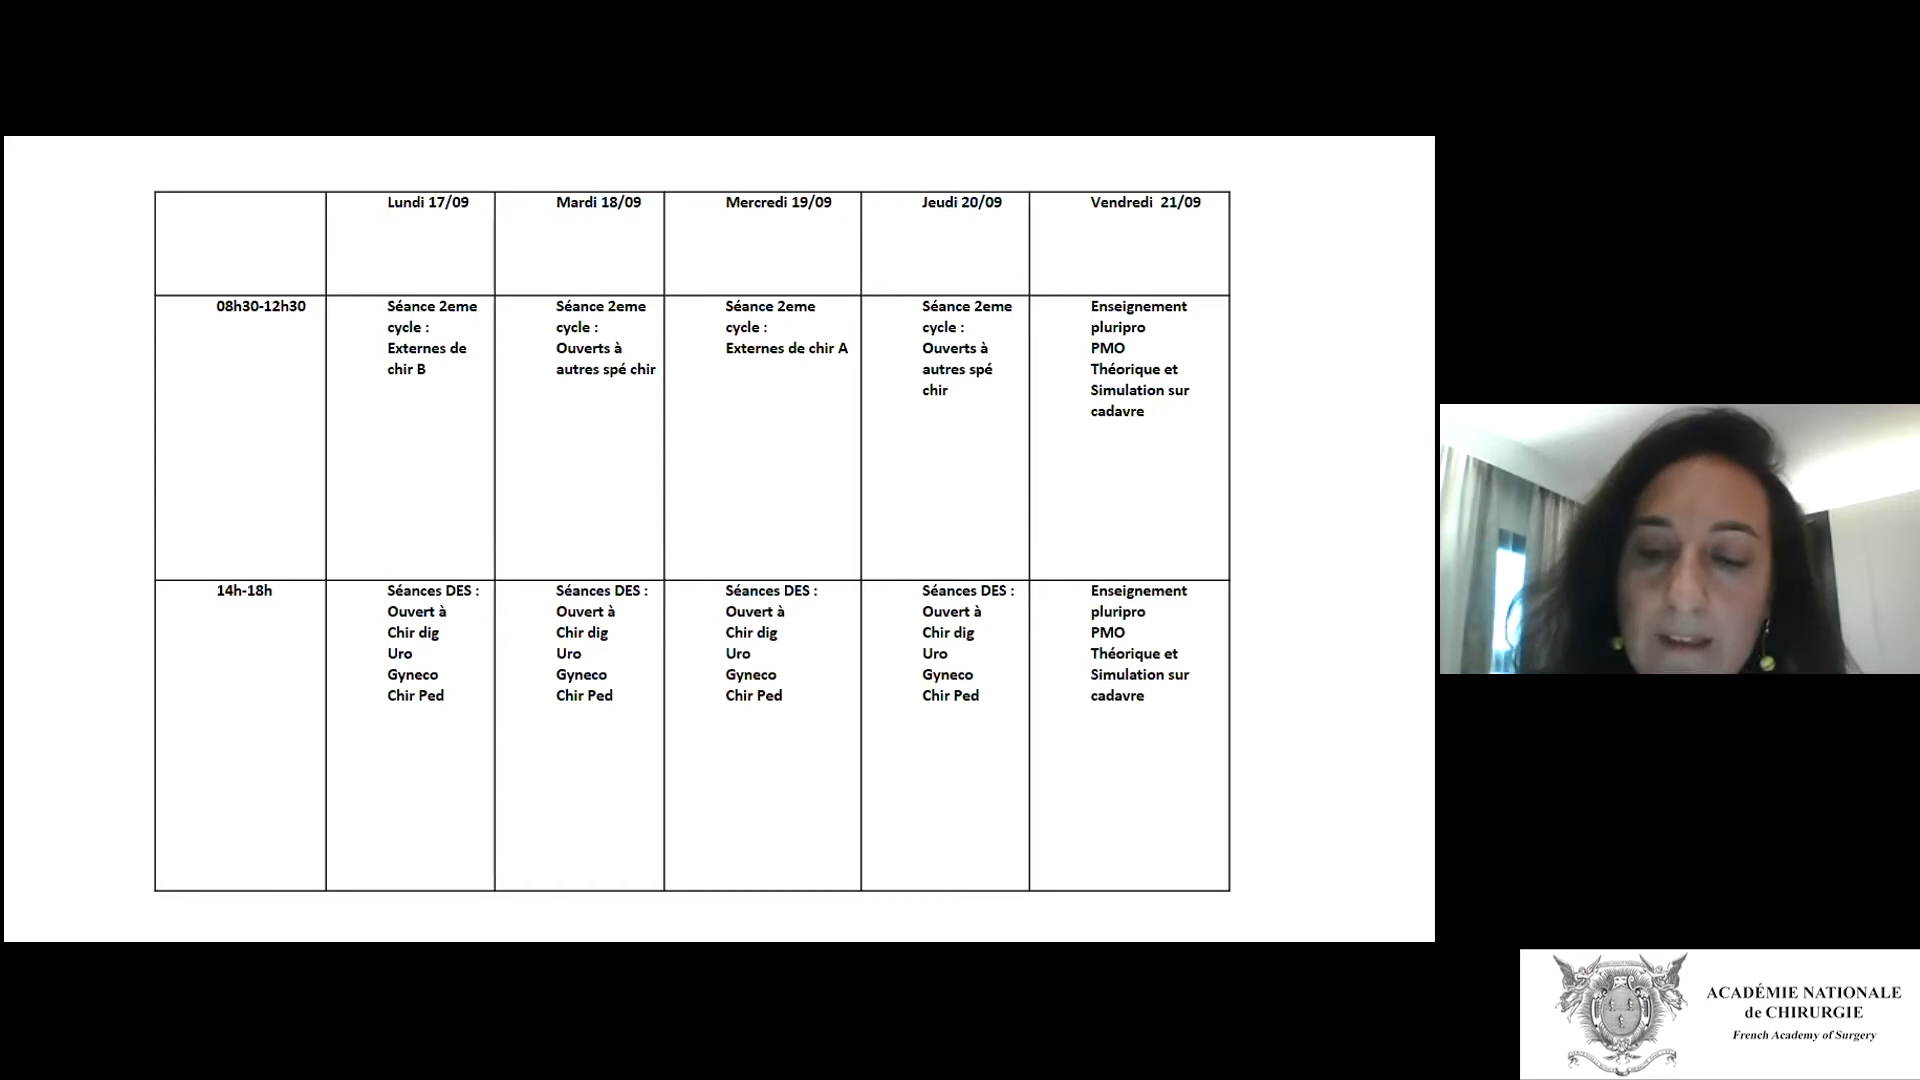 Lundi 17/09
Mardi 18/09
Mercredi 19/09
Jeudi 20/09
Vendredi 21/09
08h30-12h30
Séance 2eme
cycle :
Externes de
chir B
Séance 2eme
cycle :
Ouverts à
autres spé chir
Séance 2eme
cycle :
Externes de chir A
Séance 2eme
cycle :
Ouverts à
autres spé
chir
Enseignement
pluripro
PMO
Théorique et
Simulation sur
cadavre
14h-18h
Séances DES :
Ouvert à
Chir dig
Uro
Gyneco
Chir Ped
Séances DES :
Ouvert à
Chir dig
Uro
Gyneco
Chir Ped
Séances DES :
Ouvert à
Chir dig
Uro
Gyneco
Chir Ped
Séances DES :
Ouvert à
Chir dig
Uro
Gyneco
Chir Ped
Enseignement
pluripro
PMO
Théorique et
Simulation sur
cadavre
ACADÉMIE NATIONALE
de CHIRURGIE
French Academy of Surgery